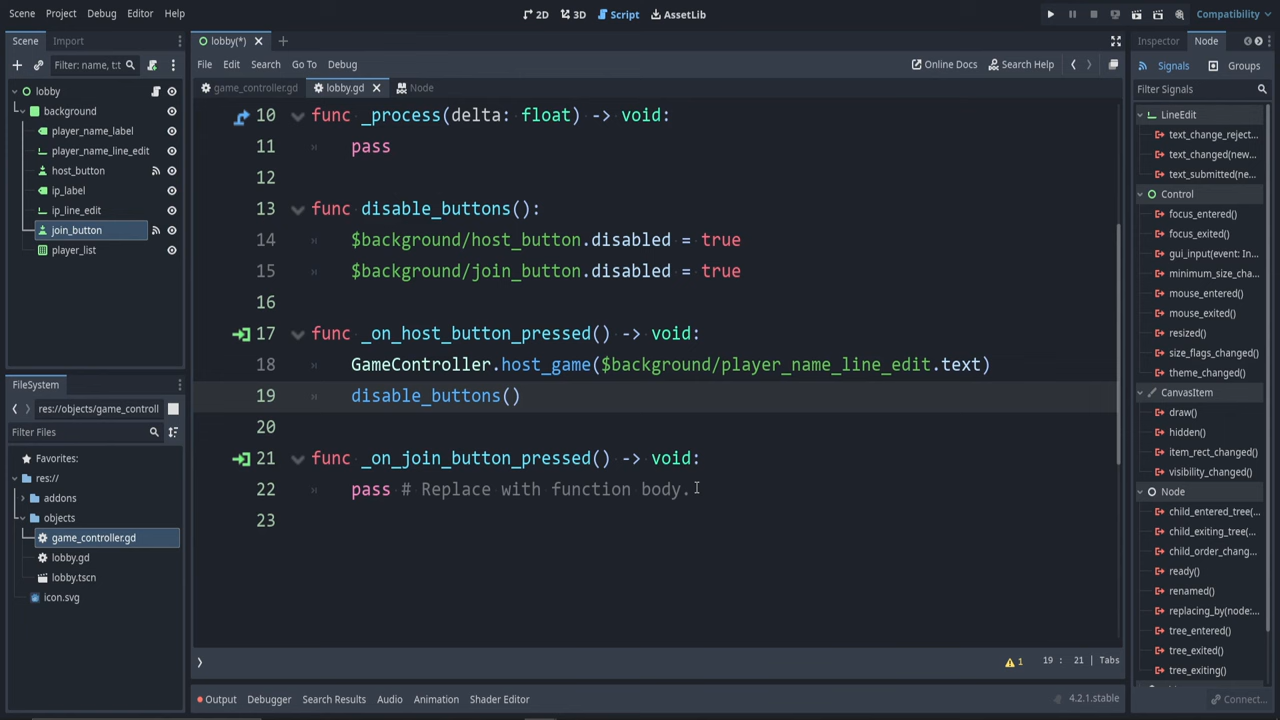 Scene Project Debug Editor Help
2D 3D Script AssetLib
Compatibility
Scene Import
Filter: name, t:t
lobby
background
player_name_label
player_name_line_edit
host_button
ip_label
ip_line_edit
join_button
player_list
FileSystem
res://objects/game_controll
Filter Files
Favorites:
res://
addons
objects
game_controller.gd
lobby.gd
lobby.tscn
icon.svg
lobby(*)
File Edit Search Go To Debug
Online Docs Search Help
game_controller.gd lobby.gd Node
10 func _process(delta: float) -> void:
11 pass
12
13 func disable_buttons():
14 $background/host_button.disabled = true
15 $background/join_button.disabled = true
16
17 func _on_host_button_pressed() -> void:
18 GameController.host_game($background/player_name_line_edit.text)
19 disable_buttons()
20
21 func _on_join_button_pressed() -> void:
22 pass # Replace with function body.
23
1 19 : 21 | Tabs
Output Debugger Search Results Audio Animation Shader Editor
4.2.1.stable
Inspector Node
Signals Groups
Filter Signals
LineEdit
text_change_reject...
text_changed(new...
text_submitted(ne...
Control
focus_entered()
focus_exited()
gui_input(event: In...
minimum_size_cha...
mouse_entered()
mouse_exited()
resized()
size_flags_changed()
theme_changed()
CanvasItem
draw()
hidden()
item_rect_changed()
visibility_changed()
Node
child_entered_tree(...
child_exiting_tree(...
child_order_chang...
ready()
renamed()
replacing_by(node:...
tree_entered()
tree_exited()
tree_exiting()
Connect...